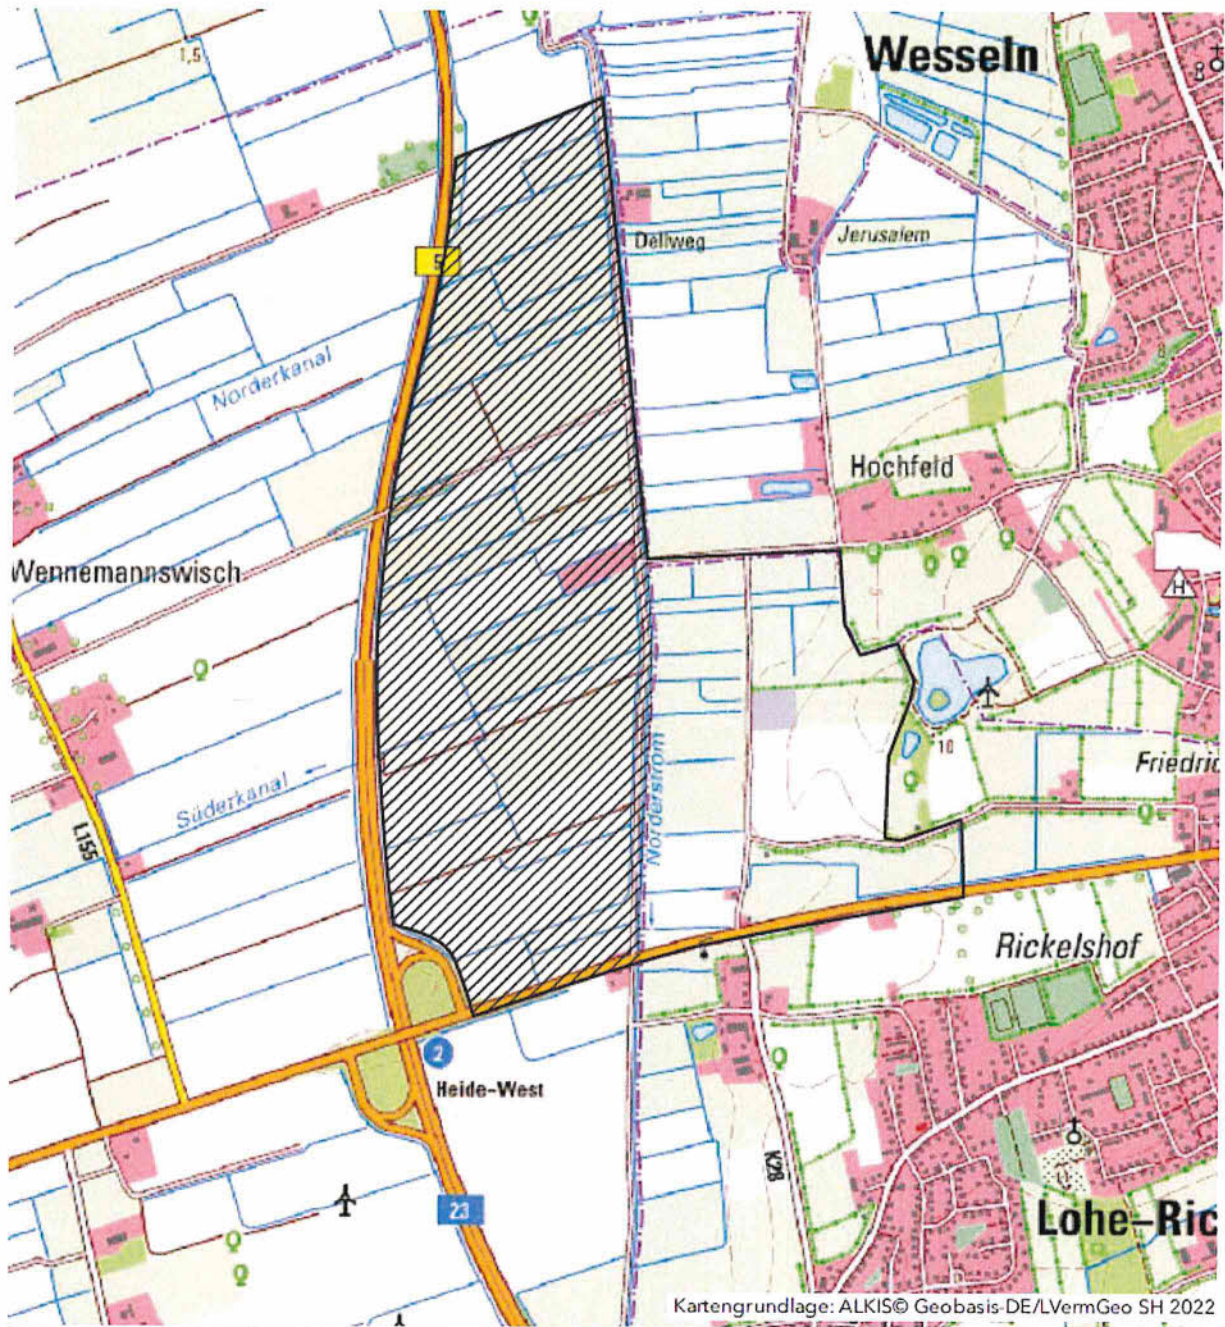 Wesseln
1,5
Dellweg
Jerusalem
5
Norderkanal
Hochfeld
Wennemannswisch
H
5
10
Friedric
Norderstrom
Süderkanal
L155
Rickelshof
2
Heide-West
K28
23
Lohe-Ric
Kartengrundlage: ALKIS© Geobasis-DE/LVermGeo SH 2022